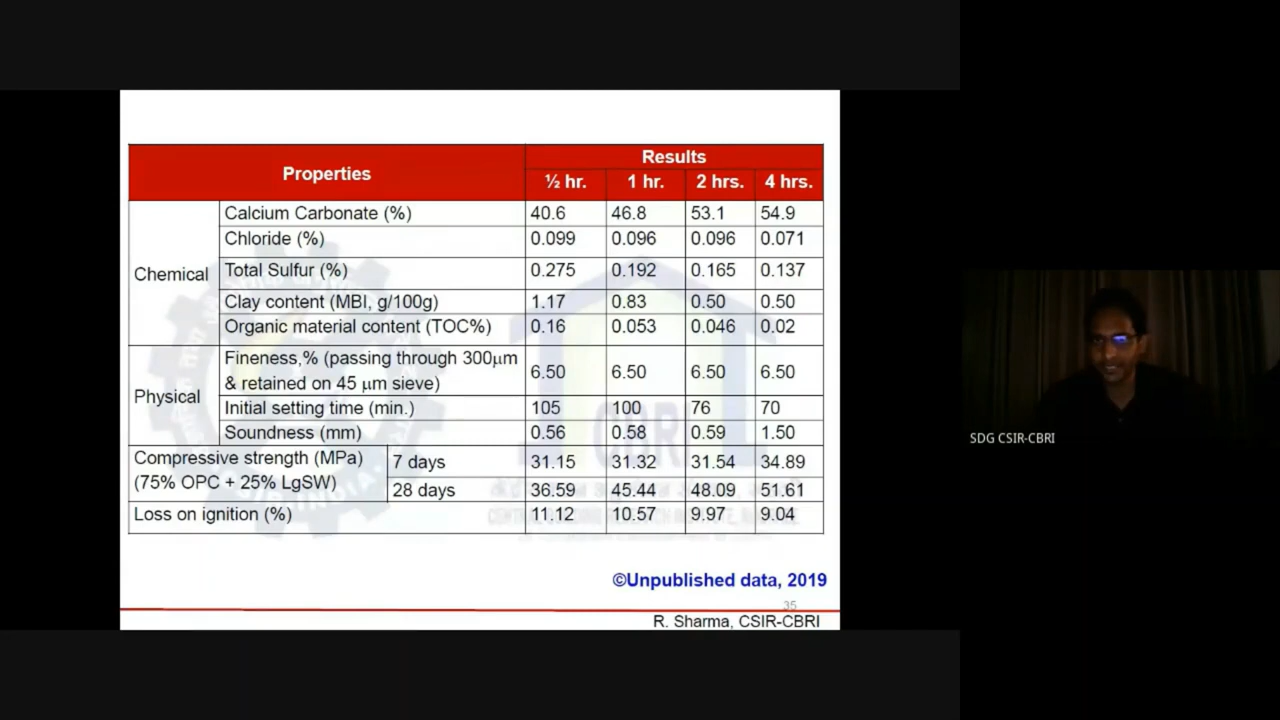 Properties Results
½ hr. 1 hr. 2 hrs. 4 hrs.
Chemical
Calcium Carbonate (%) 40.6 46.8 53.1 54.9
Chloride (%) 0.099 0.096 0.096 0.071
Total Sulfur (%) 0.275 0.192 0.165 0.137
Clay content (MBI, g/100g) 1.17 0.83 0.50 0.50
Organic material content (TOC%) 0.16 0.053 0.046 0.02
Physical
Fineness,% (passing through 300μm
& retained on 45 μm sieve) 6.50 6.50 6.50 6.50
Initial setting time (min.) 105 100 76 70
Soundness (mm) 0.56 0.58 0.59 1.50
Compressive strength (MPa)
(75% OPC + 25% LgSW)
7 days 31.15 31.32 31.54 34.89
28 days 36.59 45.44 48.09 51.61
Loss on ignition (%) 11.12 10.57 9.97 9.04
CBRI
©Unpublished data, 2019
35
R. Sharma, CSIR-CBRI
SDG CSIR-CBRI